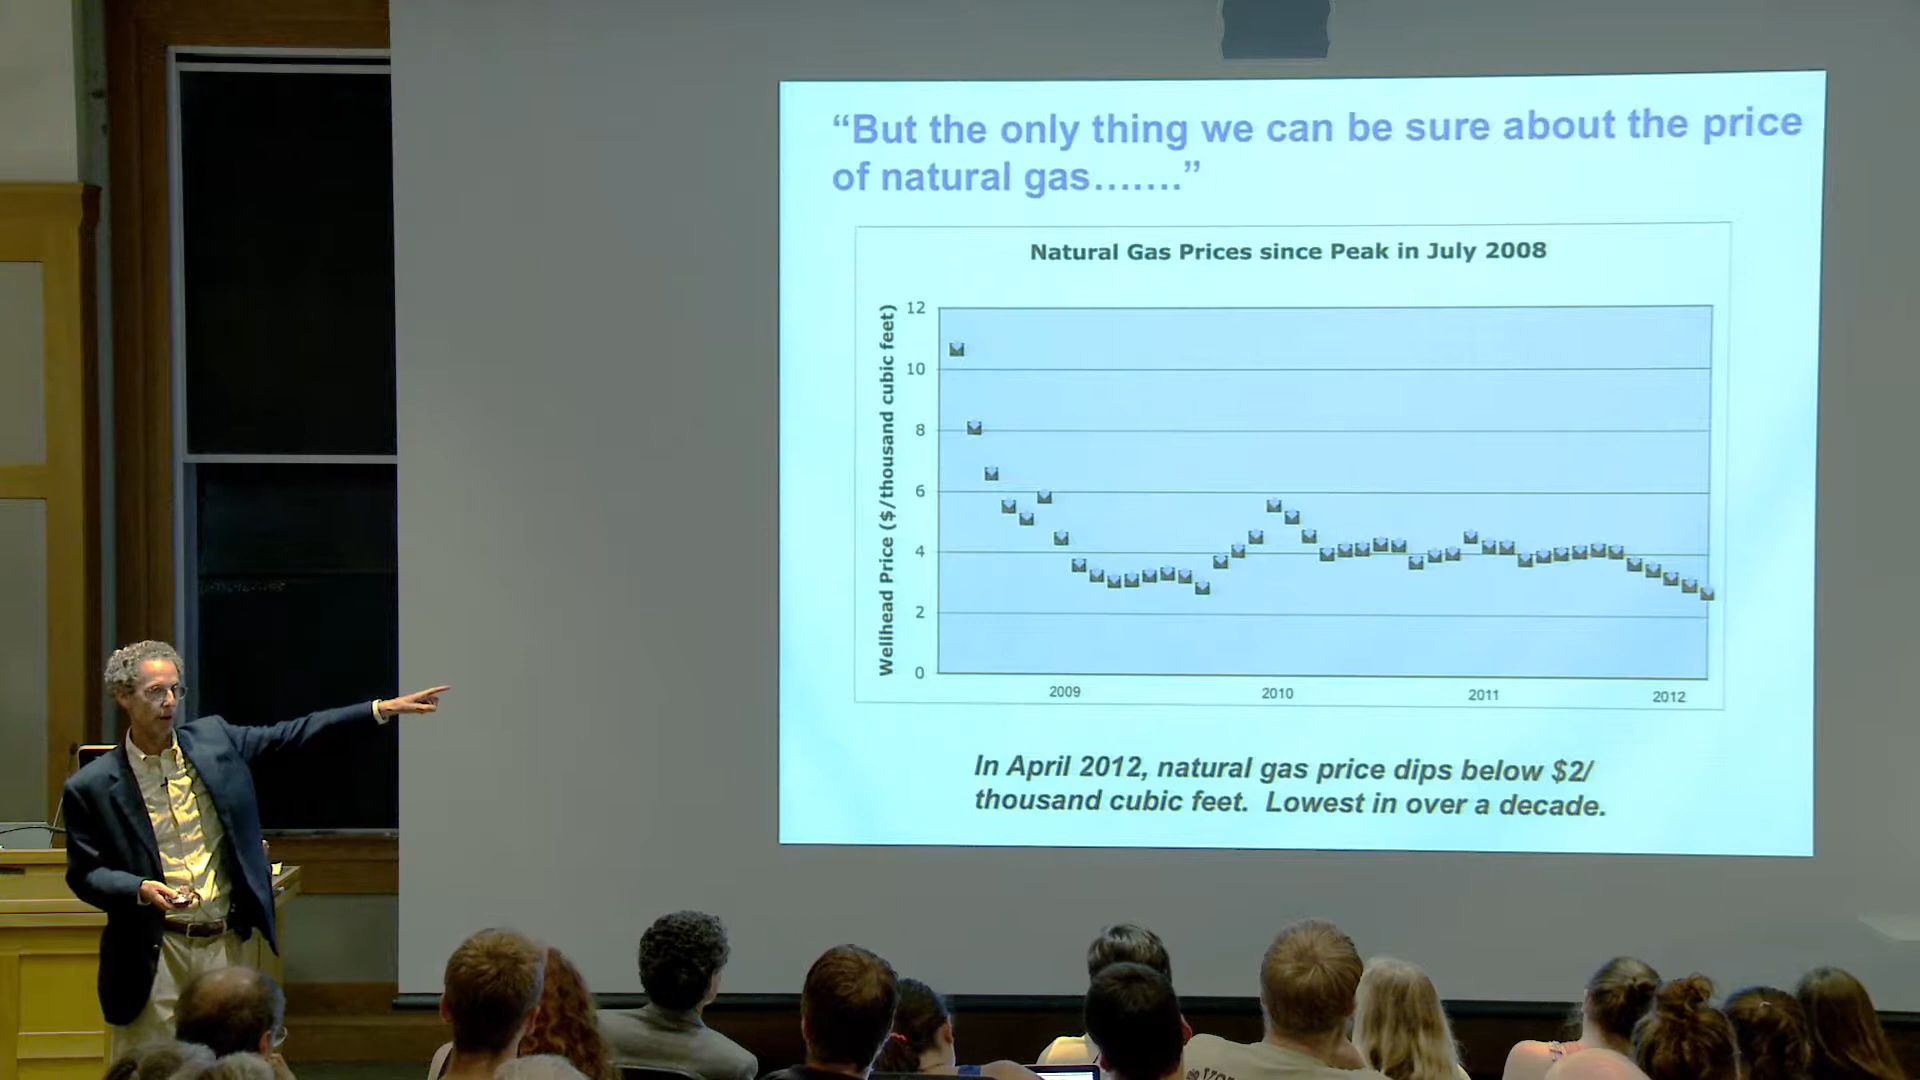 “But the only thing we can be sure about the price
of natural gas.......”
Natural Gas Prices since Peak in July 2008
Wellhead Price ($/thousand cubic feet)
12
10
8
6
4
2
0
2009
2010
2011
2012
In April 2012, natural gas price dips below $2/
thousand cubic feet. Lowest in over a decade.